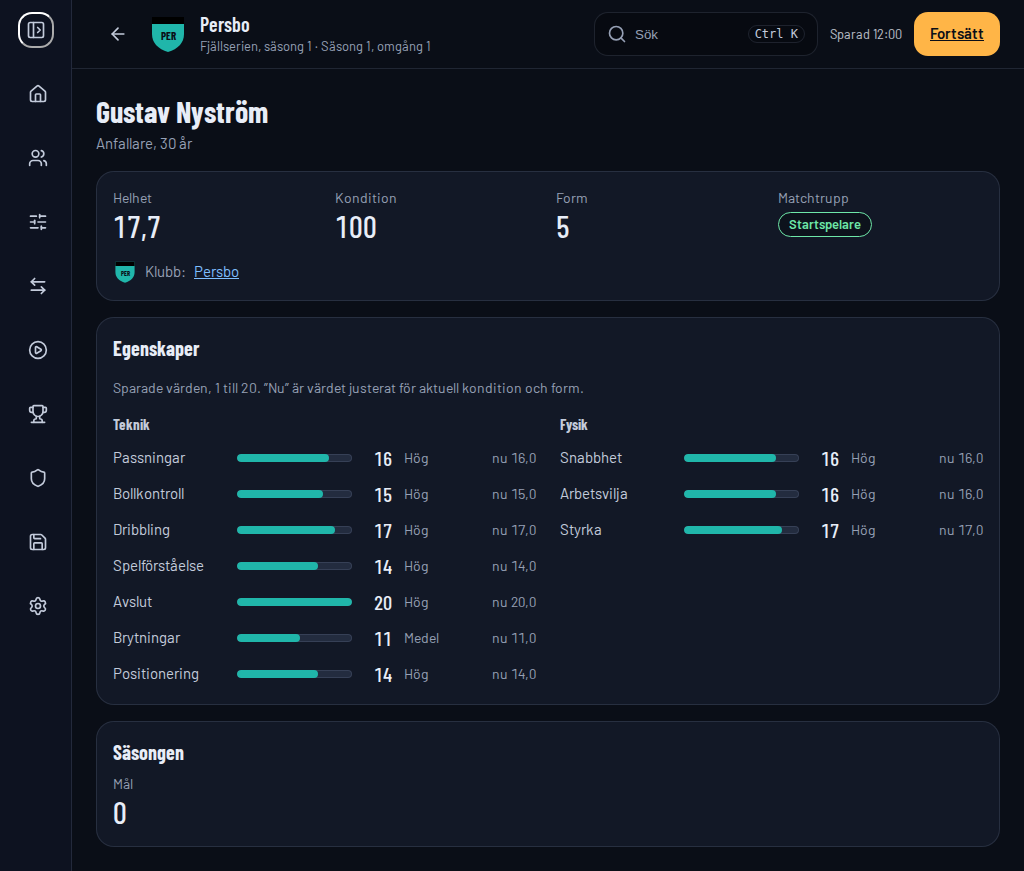 PER
Persbo
Fjällserien, säsong 1 · Säsong 1, omgång 1
Sök
Ctrl K
Sparad 12:00
Fortsätt
Gustav Nyström
Anfallare, 30 år
Helhet
17,7
Kondition
100
Form
5
Matchtrupp
Startspelare
PER
Klubb: Persbo
Egenskaper
Sparade värden, 1 till 20. ”Nu” är värdet justerat för aktuell kondition och form.
Teknik
Passningar 16 Hög nu 16,0
Bollkontroll 15 Hög nu 15,0
Dribbling 17 Hög nu 17,0
Spelförståelse 14 Hög nu 14,0
Avslut 20 Hög nu 20,0
Brytningar 11 Medel nu 11,0
Positionering 14 Hög nu 14,0
Fysik
Snabbhet 16 Hög nu 16,0
Arbetsvilja 16 Hög nu 16,0
Styrka 17 Hög nu 17,0
Säsongen
Mål
0